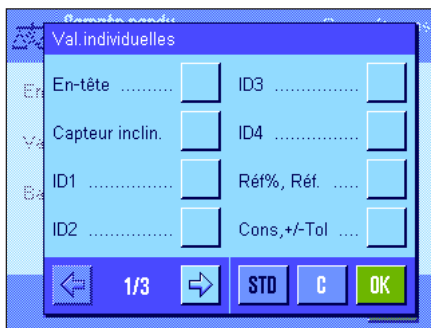 Val.individuelles
En-tête ..........
Capteur inclin.
ID1 ................
ID2 ................
ID3 ................
ID4 ................
Réf%, Réf. .....
Cons,+/-Tol ....
1/3
STD
C
OK